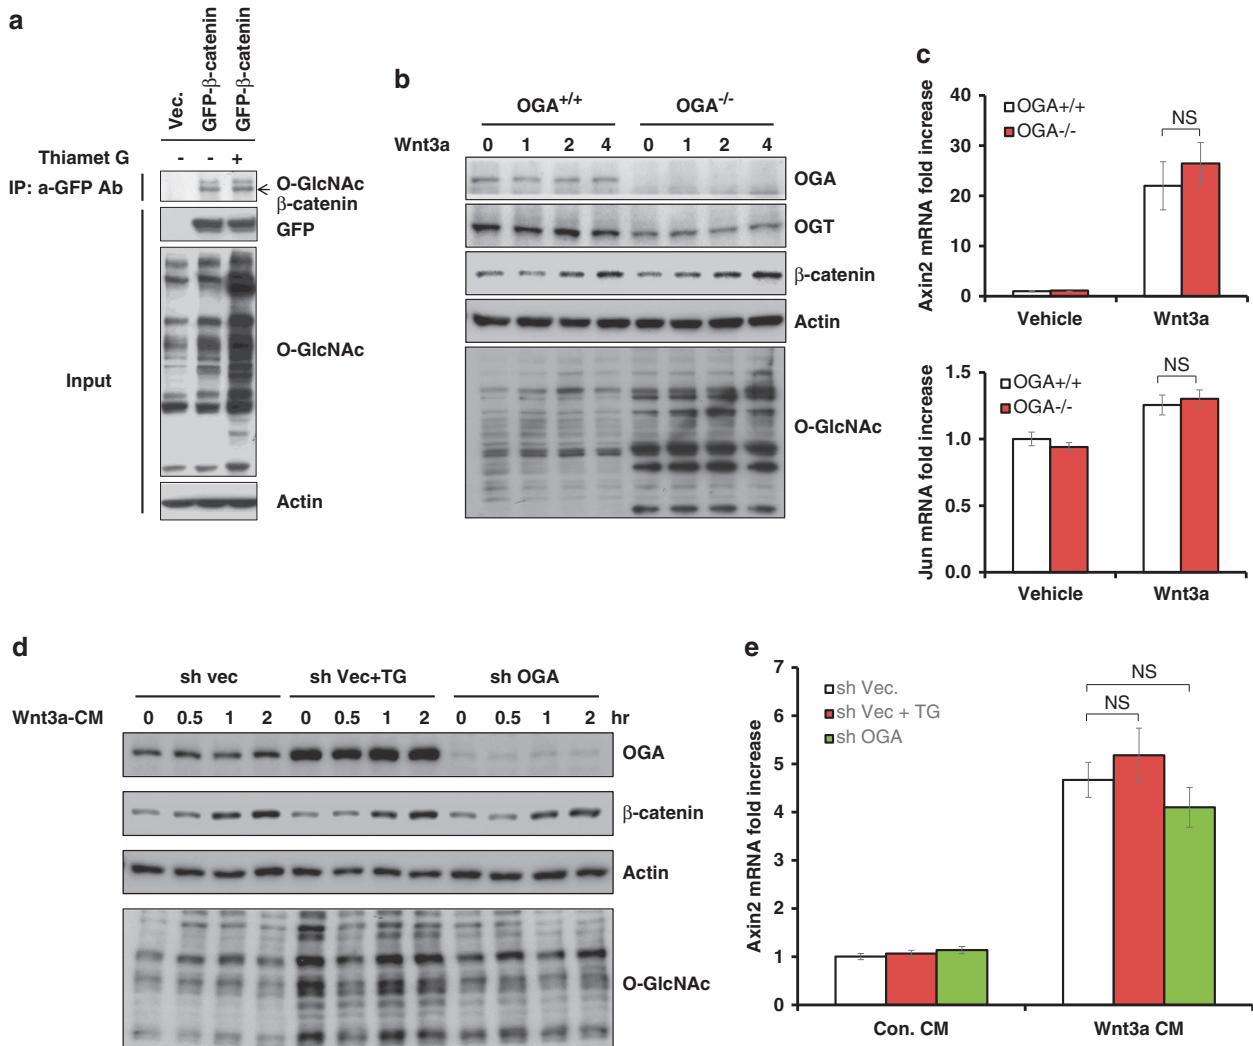 a
Vec.
GFP-β-catenin
GFP-β-catenin
Thiamet G - - +
IP: a-GFP Ab
O-GlcNAc
β-catenin
GFP
O-GlcNAc
Input
Actin
b
OGA+/+ OGA-/-
Wnt3a 0 1 2 4 0 1 2 4
OGA
OGT
β-catenin
Actin
O-GlcNAc
c
Axin2 mRNA fold increase
40
30
20
10
0
OGA+/+
OGA-/-
NS
Vehicle Wnt3a
Jun mRNA fold increase
1.5
1.0
0.5
0.0
OGA+/+
OGA-/-
NS
Vehicle Wnt3a
d
sh vec sh Vec+TG sh OGA
Wnt3a-CM 0 0.5 1 2 0 0.5 1 2 0 0.5 1 2 hr
OGA
β-catenin
Actin
O-GlcNAc
e
Axin2 mRNA fold increase
7
6
5
4
3
2
1
0
sh Vec.
sh Vec + TG
sh OGA
NS
NS
Con. CM Wnt3a CM